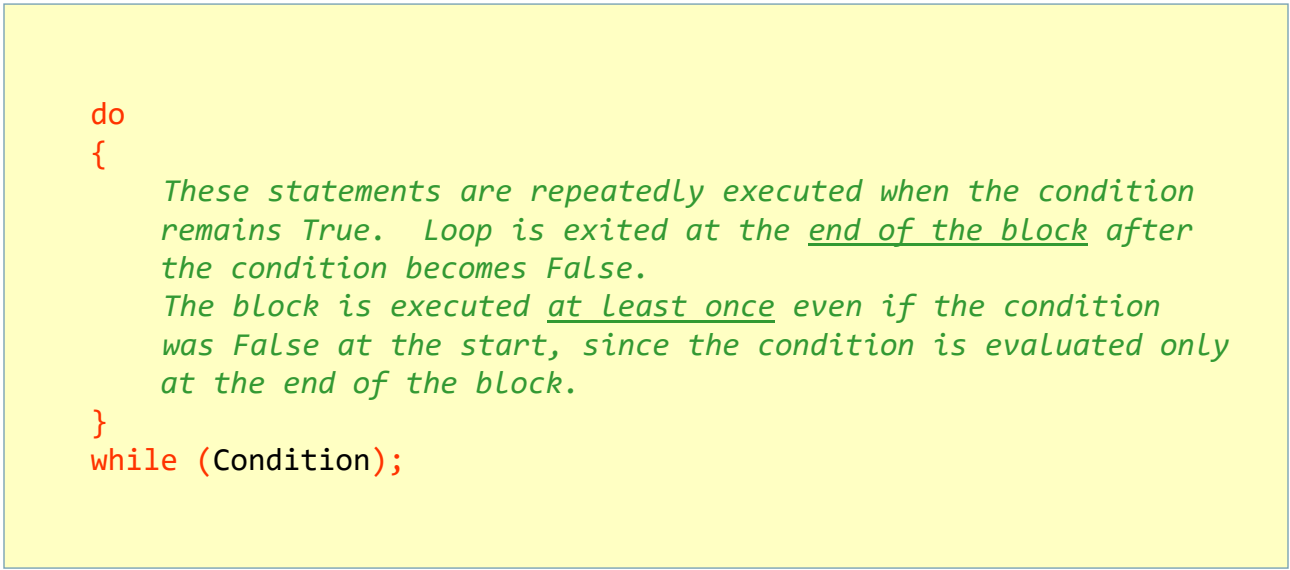 do
{
These statements are repeatedly executed when the condition
remains True.  Loop is exited at the end of the block after
the condition becomes False.
The block is executed at least once even if the condition
was False at the start, since the condition is evaluated only
at the end of the block.
}
while (Condition);